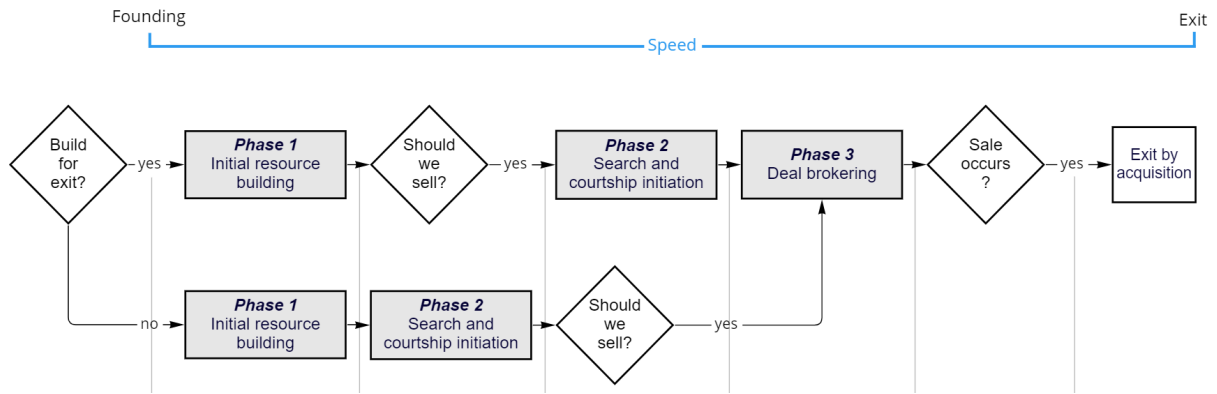 Founding
Exit
Speed
Build
for
exit?
yes
Phase 1
Initial resource
building
Should
we
sell?
yes
Phase 2
Search and
courtship initiation
Phase 3
Deal brokering
Sale
occurs
?
yes
Exit by
acquisition
no
Phase 1
Initial resource
building
Phase 2
Search and
courtship initiation
Should
we
sell?
yes